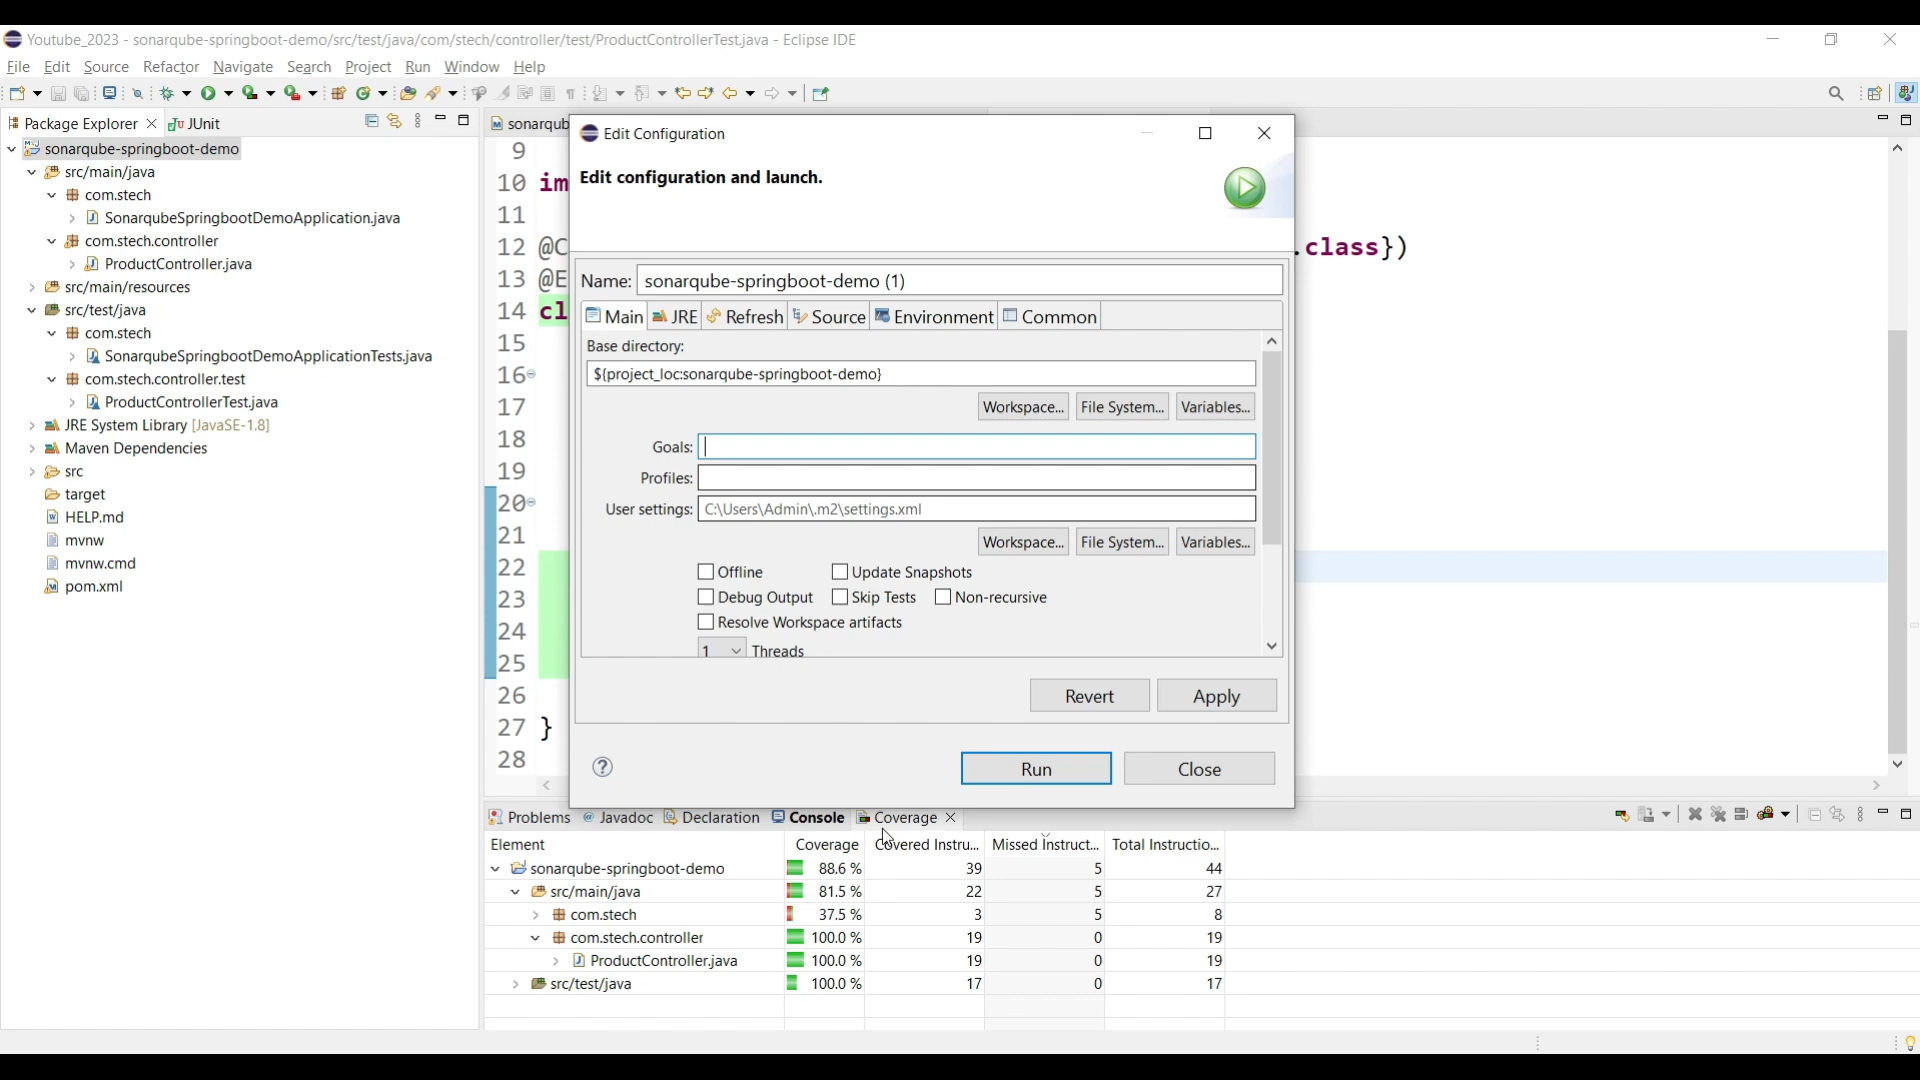 Youtube_2023 - sonarqube-springboot-demo/src/test/java/com/stech/controller/test/ProductControllerTest.java - Eclipse IDE
File Edit Source Refactor Navigate Search Project Run Window Help
Package Explorer
JUnit
sonarqub
sonarqube-springboot-demo
src/main/java
com.stech
SonarqubeSpringbootDemoApplication.java
com.stech.controller
ProductController.java
src/main/resources
src/test/java
com.stech
SonarqubeSpringbootDemoApplicationTests.java
com.stech.controller.test
ProductControllerTest.java
JRE System Library [JavaSE-1.8]
Maven Dependencies
src
target
HELP.md
mvnw
mvnw.cmd
pom.xml
9
10 im
11
12 @C .class})
13 @E
14 cl
15
16
17
18
19
20
21
22
23
24
25
26
27 }
28
Edit Configuration
Edit configuration and launch.
Name: sonarqube-springboot-demo (1)
Main JRE Refresh Source Environment Common
Base directory:
${project_loc:sonarqube-springboot-demo}
Workspace... File System... Variables...
Goals:
Profiles:
User settings: C:\Users\Admin\.m2\settings.xml
Workspace... File System... Variables...
Offline Update Snapshots
Debug Output Skip Tests Non-recursive
Resolve Workspace artifacts
1 Threads
Revert Apply
Run Close
Problems Javadoc Declaration Console Coverage
Element Coverage Covered Instru... Missed Instruct... Total Instructio...
sonarqube-springboot-demo 88.6 % 39 5 44
src/main/java 81.5 % 22 5 27
com.stech 37.5 % 3 5 8
com.stech.controller 100.0 % 19 0 19
ProductController.java 100.0 % 19 0 19
src/test/java 100.0 % 17 0 17